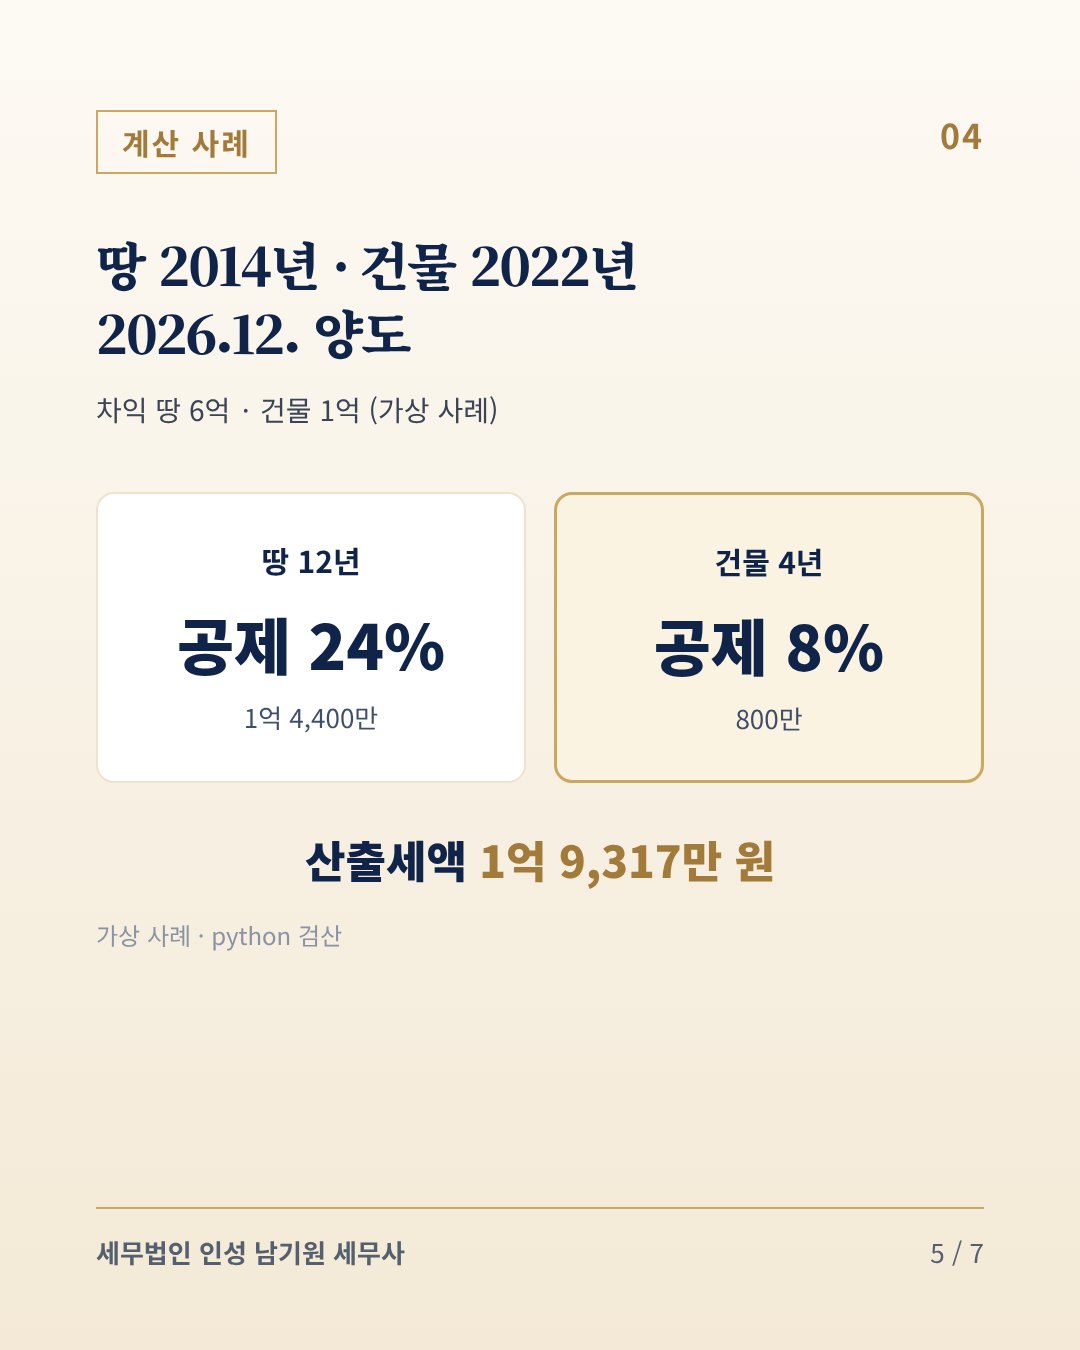 계산 사례
04
땅 2014년 · 건물 2022년
2026.12. 양도
차익 땅 6억 · 건물 1억 (가상 사례)
땅 12년
공제 24%
1억 4,400만
건물 4년
공제 8%
800만
산출세액 1억 9,317만 원
가상 사례 · python 검산
세무법인 인성 남기원 세무사
5 / 7